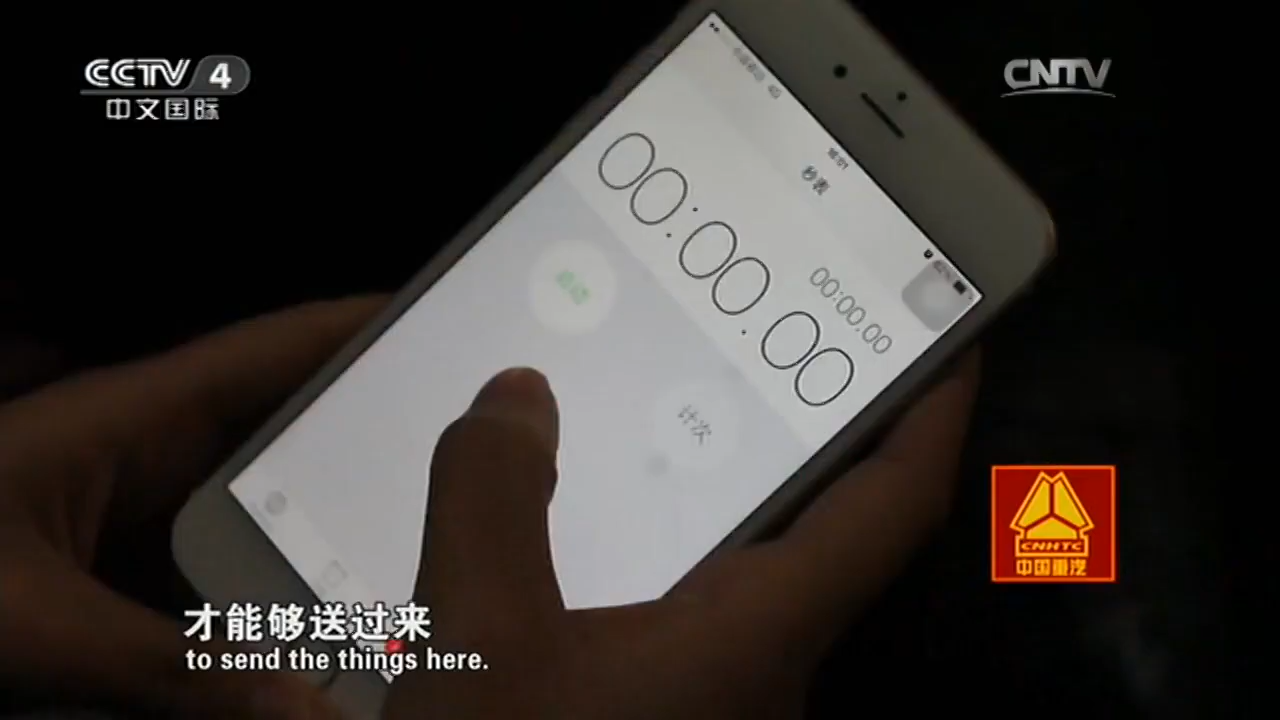 CCTV 4
中文国际
CNTV
秒表
00:00.00
00:00.00
计次
CNHTC
中国重汽
才能够送过来
to send the things here.